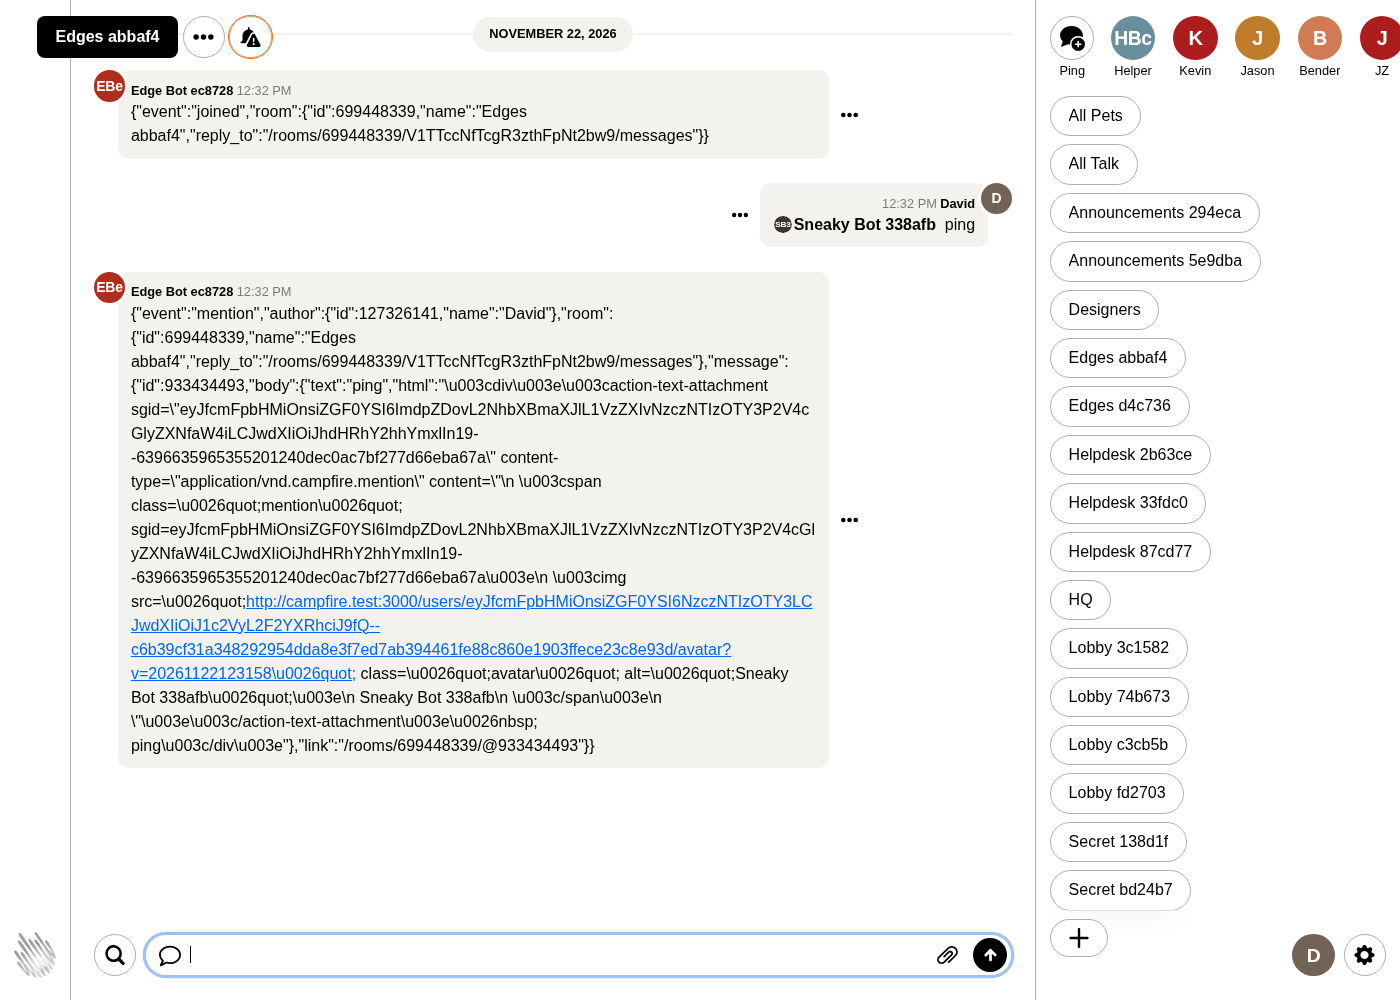 Edges abbaf4
NOVEMBER 22, 2026
EBe
Edge Bot ec8728 12:32 PM
{"event":"joined","room":{"id":699448339,"name":"Edges
abbaf4","reply_to":"/rooms/699448339/V1TTccNfTcgR3zthFpNt2bw9/messages"}}
12:32 PM David
D
SB3 Sneaky Bot 338afb ping
EBe
Edge Bot ec8728 12:32 PM
{"event":"mention","author":{"id":127326141,"name":"David"},"room":
{"id":699448339,"name":"Edges
abbaf4","reply_to":"/rooms/699448339/V1TTccNfTcgR3zthFpNt2bw9/messages"},"message":
{"id":933434493,"body":{"text":"ping","html":"\u003cdiv\u003e\u003caction-text-attachment
sgid=\"eyJfcmFpbHMiOnsiZGF0YSI6ImdpZDovL2NhbXBmaXJlL1VzZXIvNzczNTIzOTY3P2V4c
GlyZXNfaW4iLCJwdXIiOiJhdHRhY2hhYmxlIn19-
-6396635965355201240dec0ac7bf277d66eba67a\" content-
type=\"application/vnd.campfire.mention\" content=\"\n \u003cspan
class=\u0026quot;mention\u0026quot;
sgid=eyJfcmFpbHMiOnsiZGF0YSI6ImdpZDovL2NhbXBmaXJlL1VzZXIvNzczNTIzOTY3P2V4cGl
yZXNfaW4iLCJwdXIiOiJhdHRhY2hhYmxlIn19-
-6396635965355201240dec0ac7bf277d66eba67a\u003e\n \u003cimg
src=\u0026quot;http://campfire.test:3000/users/eyJfcmFpbHMiOnsiZGF0YSI6NzczNTIzOTY3LC
JwdXIiOiJ1c2VyL2F2YXRhciJ9fQ--
c6b39cf31a348292954dda8e3f7ed7ab394461fe88c860e1903ffece23c8e93d/avatar?
v=20261122123158\u0026quot; class=\u0026quot;avatar\u0026quot; alt=\u0026quot;Sneaky
Bot 338afb\u0026quot;\u003e\n Sneaky Bot 338afb\n \u003c/span\u003e\n
\"\u003e\u003c/action-text-attachment\u003e\u0026nbsp;
ping\u003c/div\u003e"},"link":"/rooms/699448339/@933434493"}}
HBc
K
J
B
J
Ping
Helper
Kevin
Jason
Bender
JZ
All Pets
All Talk
Announcements 294eca
Announcements 5e9dba
Designers
Edges abbaf4
Edges d4c736
Helpdesk 2b63ce
Helpdesk 33fdc0
Helpdesk 87cd77
HQ
Lobby 3c1582
Lobby 74b673
Lobby c3cb5b
Lobby fd2703
Secret 138d1f
Secret bd24b7
D